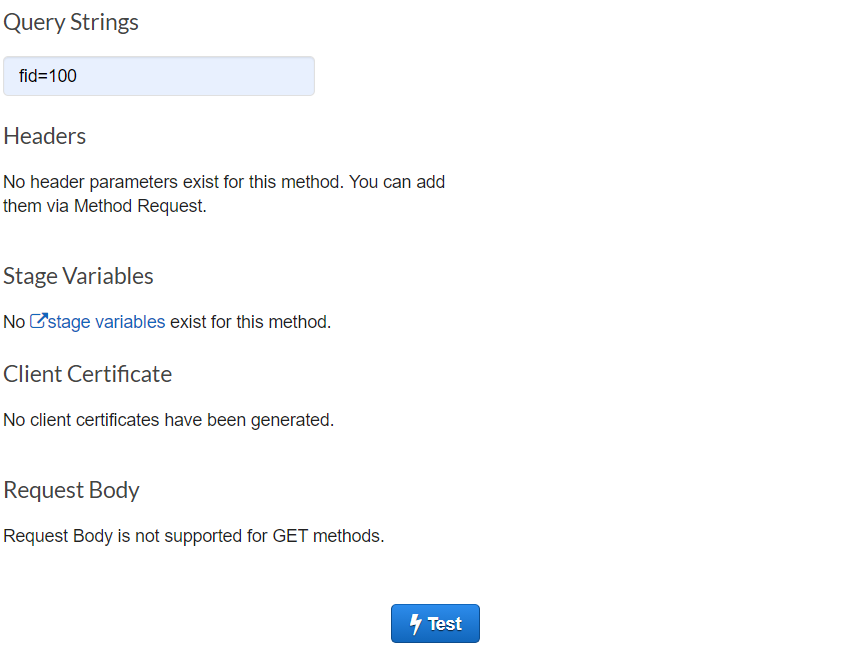 Query Strings
fid=100
Headers
No header parameters exist for this method. You can add
them via Method Request.
Stage Variables
No stage variables exist for this method.
Client Certificate
No client certificates have been generated.
Request Body
Request Body is not supported for GET methods.
Test